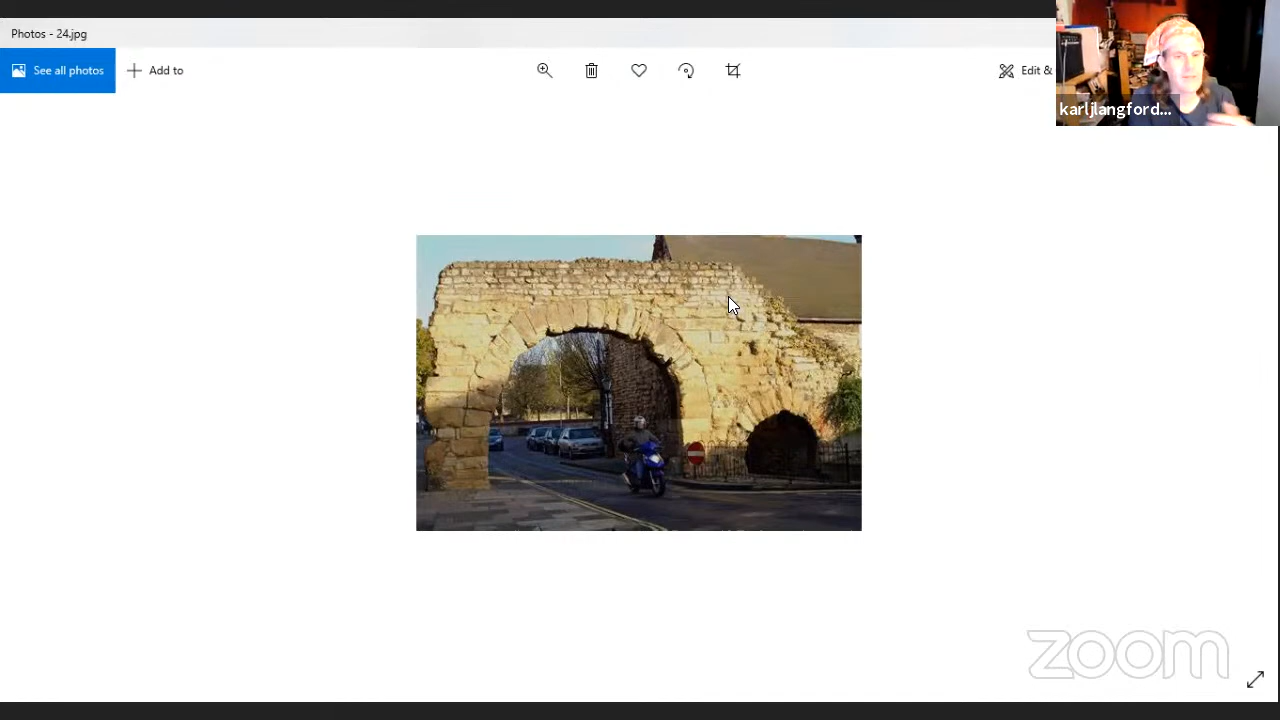 Photos - 24.jpg
See all photos
Add to
Edit &
karljlangford...
zoom